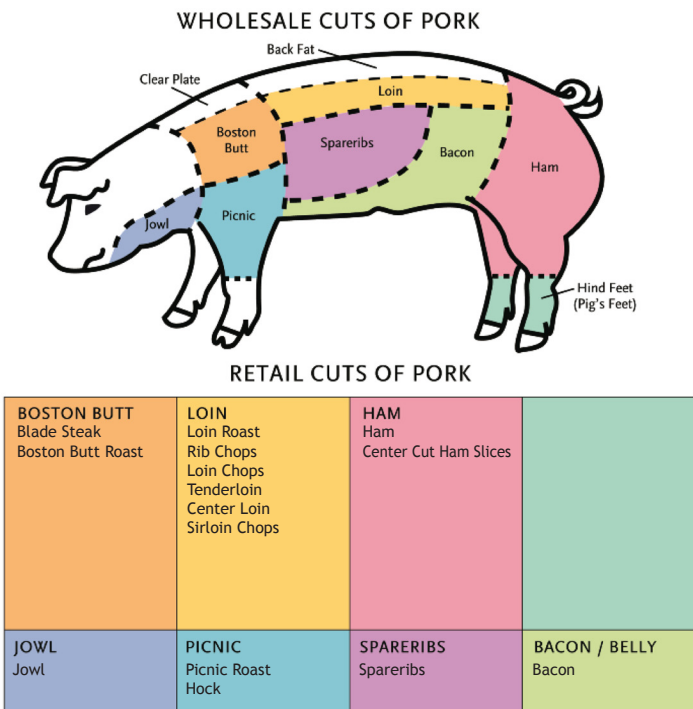 WHOLESALE CUTS OF PORK
Back Fat
Clear Plate
Loin
Boston
Butt
Spareribs
Bacon
Ham
Jowl
Picnic
Hind Feet
(Pig's Feet)
RETAIL CUTS OF PORK
BOSTON BUTT
Blade Steak
Boston Butt Roast
LOIN
Loin Roast
Rib Chops
Loin Chops
Tenderloin
Center Loin
Sirloin Chops
HAM
Ham
Center Cut Ham Slices
JOWL
Jowl
PICNIC
Picnic Roast
Hock
SPARERIBS
Spareribs
BACON / BELLY
Bacon